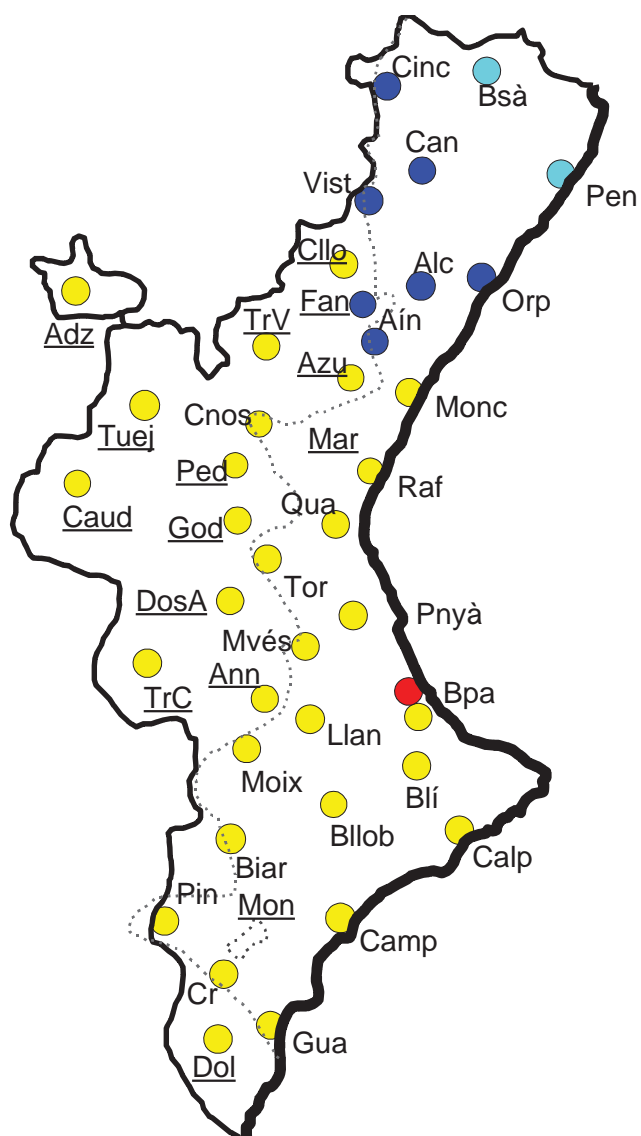 Cinc
Bsà
Can
Vist
Pen
Cllo
Alc
Orp
Fan
Aín
Adz
TrV
Azu
Monc
Cnos
Tuej
Mar
Ped
Raf
Caud
Qua
God
Tor
DosA
Pnyà
Mvés
Ann
TrC
Bpa
Llan
Moix
Blí
Bllob
Calp
Biar
Pin
Mon
Camp
Cr
Gua
Dol